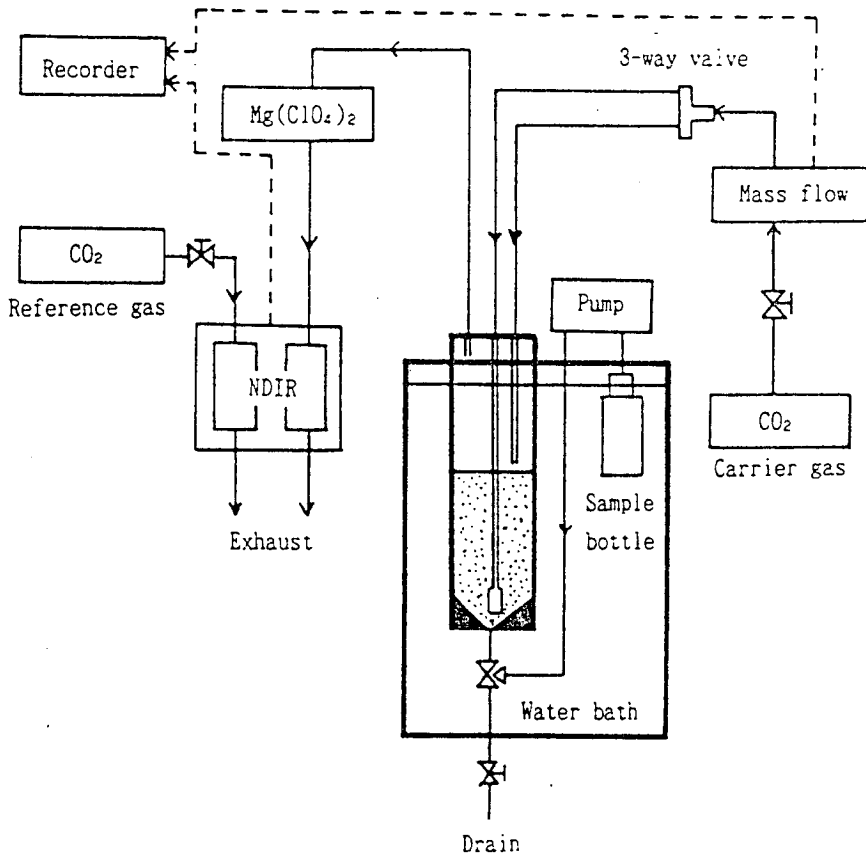 3-way valve
Recorder
Mg(ClO₄)₂
Mass flow
CO₂
Reference gas
Pump
NDIR
CO₂
Carrier gas
Sample
bottle
Exhaust
Water bath
Drain